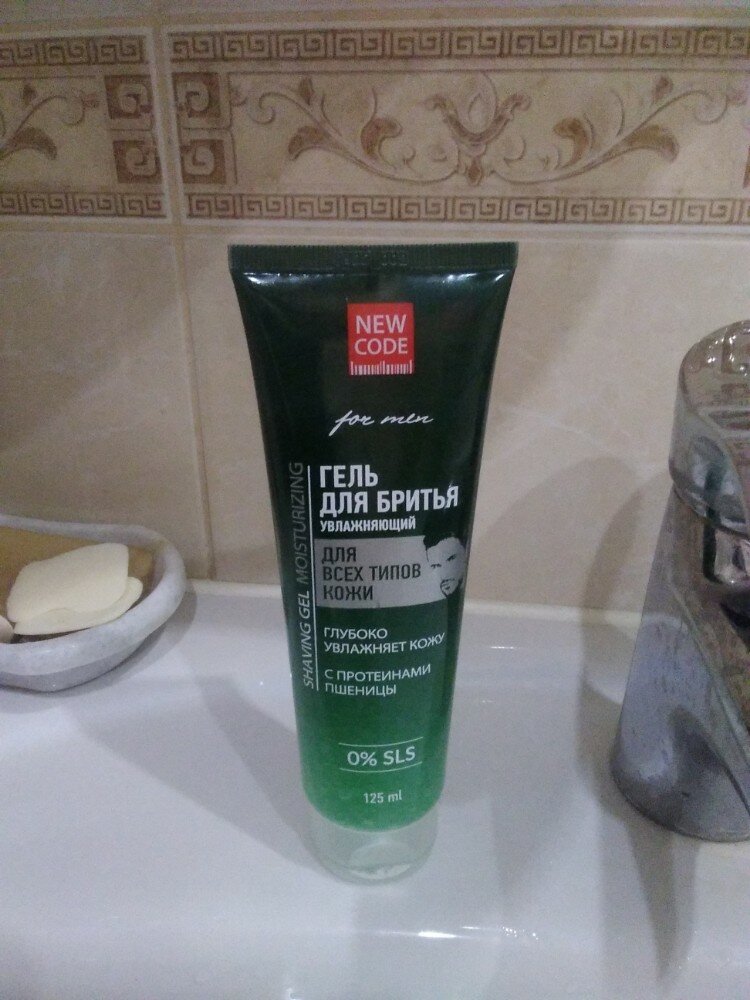 NEW
CODE
for men
ГЕЛЬ
ДЛЯ БРИТЬЯ
УВЛАЖНЯЮЩИЙ
SHAVING GEL MOISTURIZING
ДЛЯ
ВСЕХ ТИПОВ
КОЖИ
ГЛУБОКО
УВЛАЖНЯЕТ КОЖУ
С ПРОТЕИНАМИ
ПШЕНИЦЫ
0% SLS
125 ml